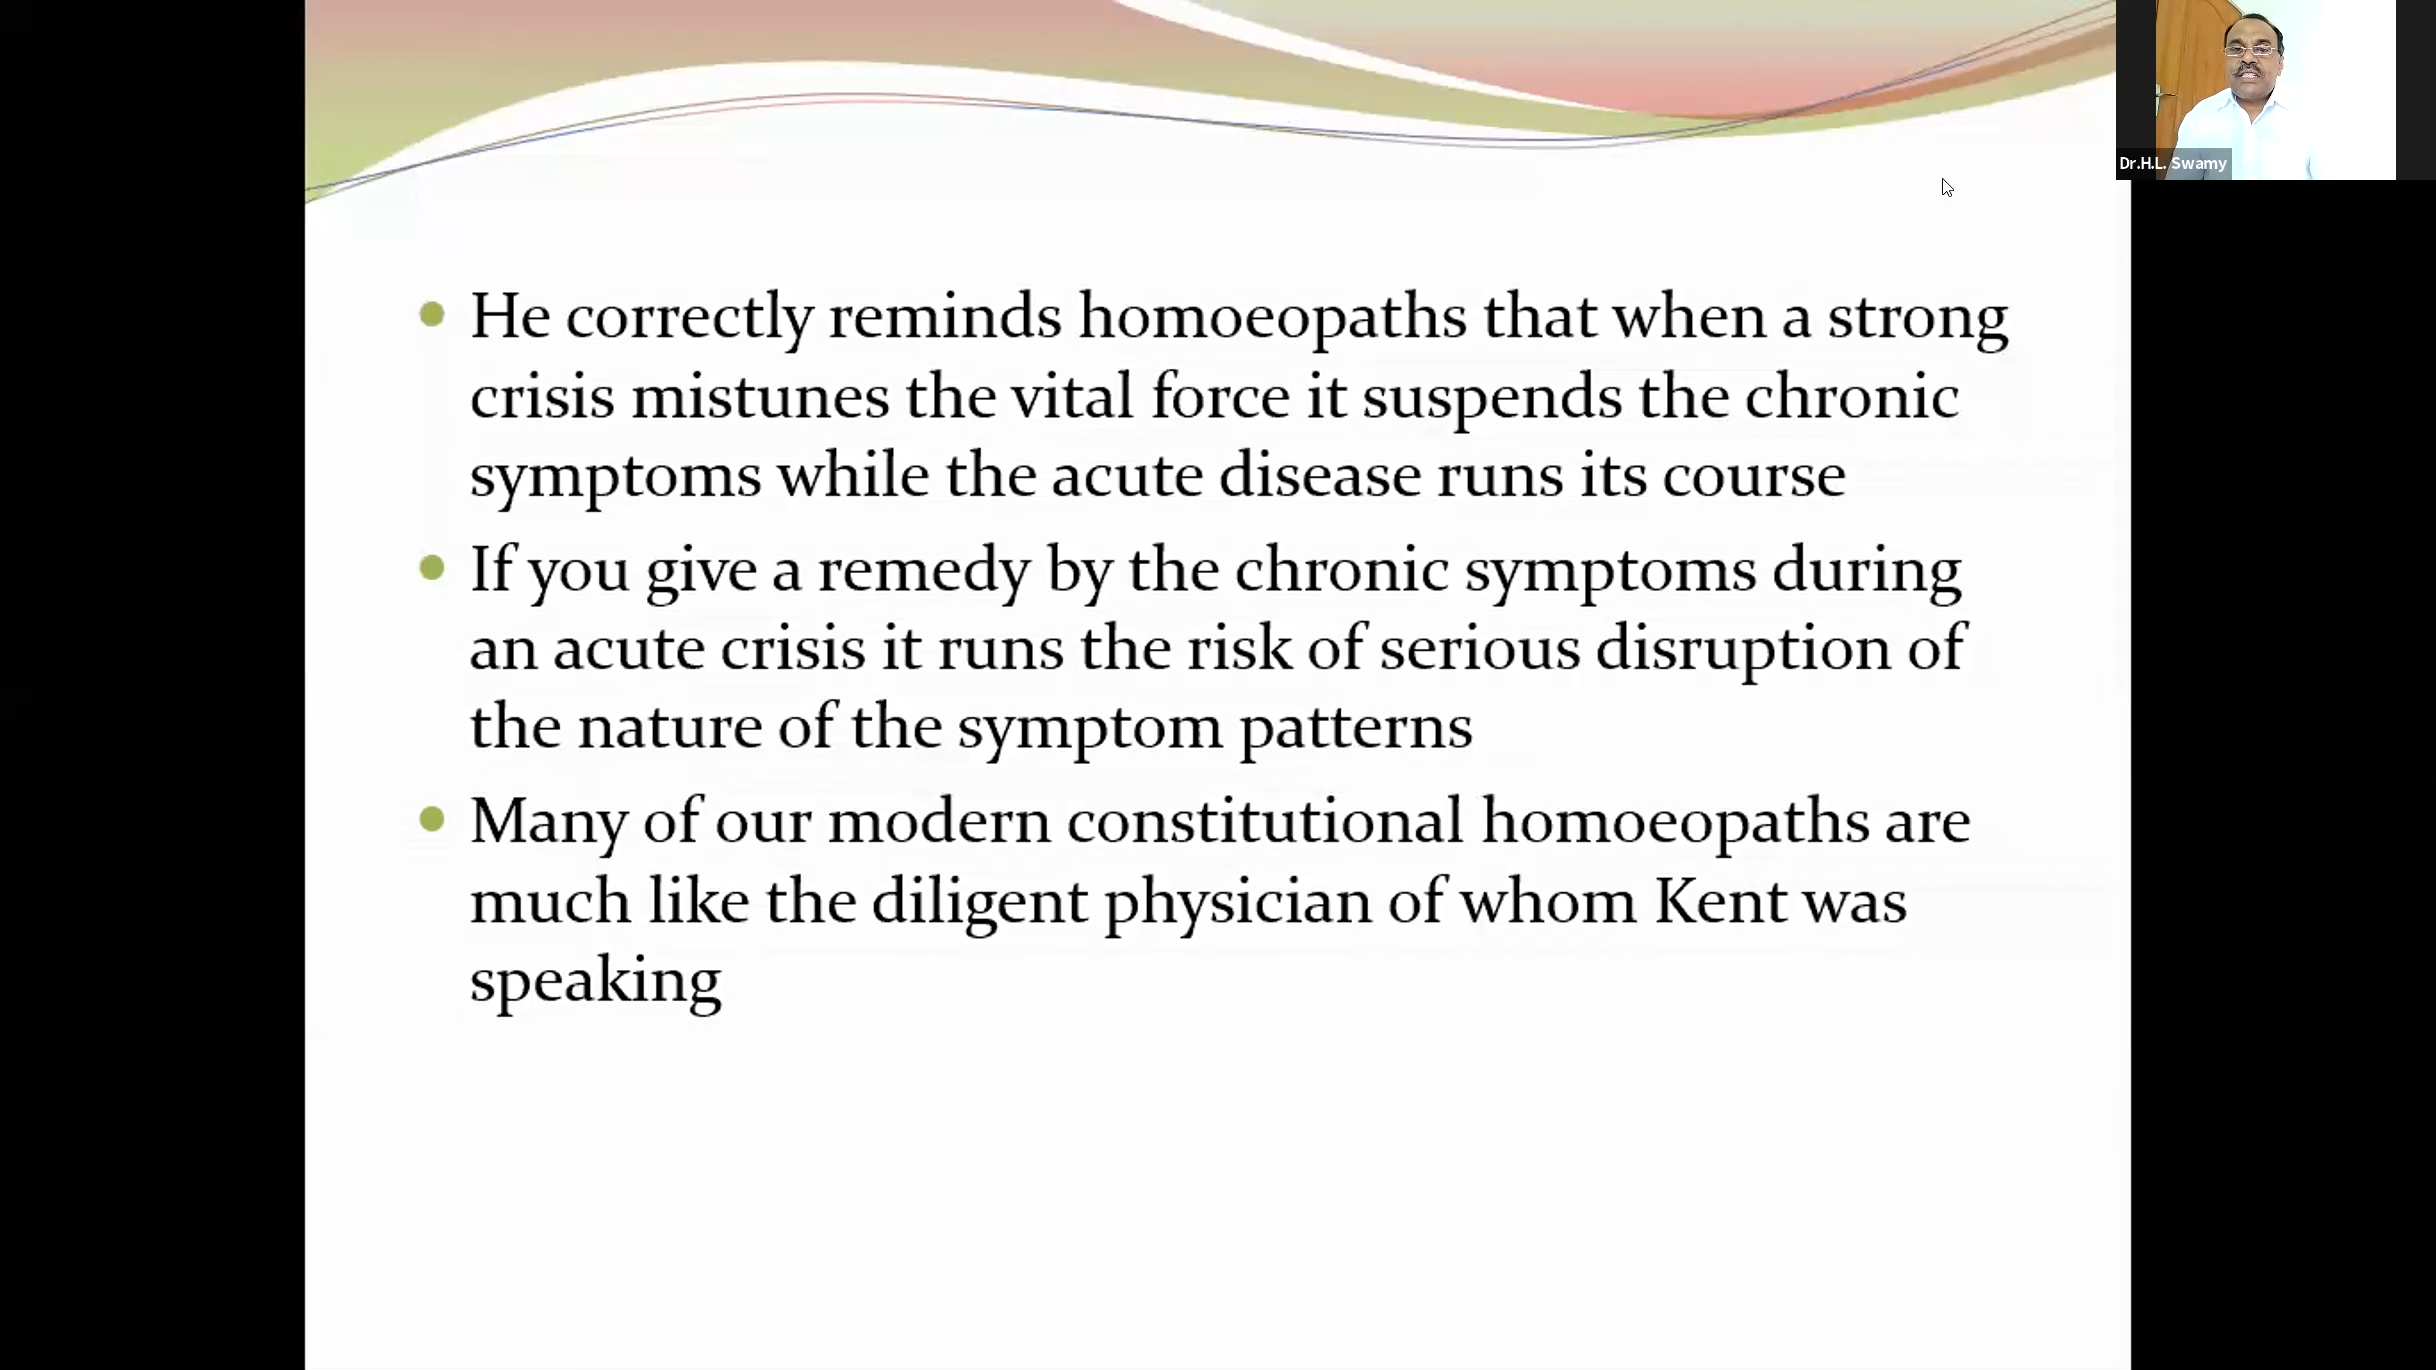 Dr.H.L. Swamy
He correctly reminds homoeopaths that when a strong
crisis mistunes the vital force it suspends the chronic
symptoms while the acute disease runs its course
If you give a remedy by the chronic symptoms during
an acute crisis it runs the risk of serious disruption of
the nature of the symptom patterns
Many of our modern constitutional homoeopaths are
much like the diligent physician of whom Kent was
speaking